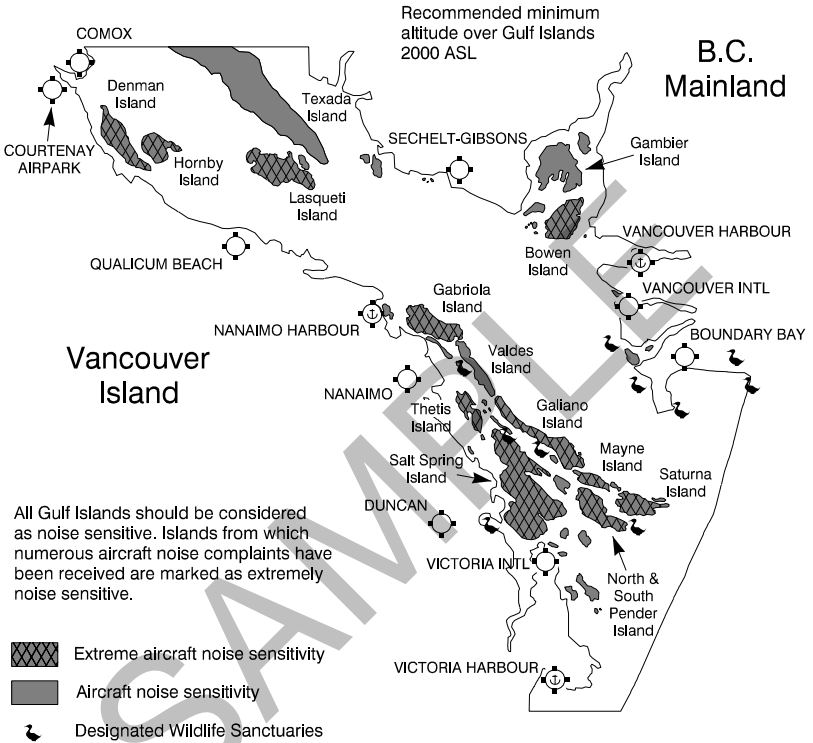 Recommended minimum
altitude over Gulf Islands
2000 ASL
B.C.
Mainland
COMOX
Denman
Island
COURTENAY
AIRPARK
Hornby
Island
Texada
Island
Lasqueti
Island
SECHELT-GIBSONS
Gambier
Island
Bowen
Island
VANCOUVER HARBOUR
VANCOUVER INTL
BOUNDARY BAY
QUALICUM BEACH
Gabriola
Island
NANAIMO HARBOUR
Vancouver
Island
NANAIMO
Valdes
Island
Thetis
Island
Galiano
Island
Mayne
Island
Saturna
Island
Salt Spring
Island
DUNCAN
VICTORIA INTL
North &
South
Pender
Island
VICTORIA HARBOUR
All Gulf Islands should be considered
as noise sensitive. Islands from which
numerous aircraft noise complaints have
been received are marked as extremely
noise sensitive.
Extreme aircraft noise sensitivity
Aircraft noise sensitivity
Designated Wildlife Sanctuaries
SAMPLE